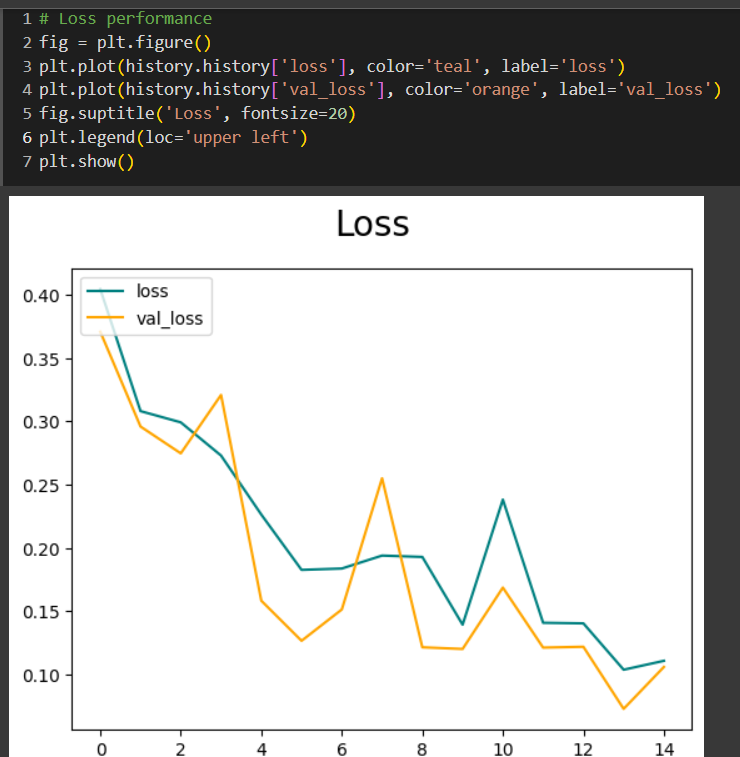 1 # Loss performance
2 fig = plt.figure()
3 plt.plot(history.history['loss'], color='teal', label='loss')
4 plt.plot(history.history['val_loss'], color='orange', label='val_loss')
5 fig.suptitle('Loss', fontsize=20)
6 plt.legend(loc='upper left')
7 plt.show()
Loss
loss
val_loss
0.40
0.35
0.30
0.25
0.20
0.15
0.10
0 2 4 6 8 10 12 14